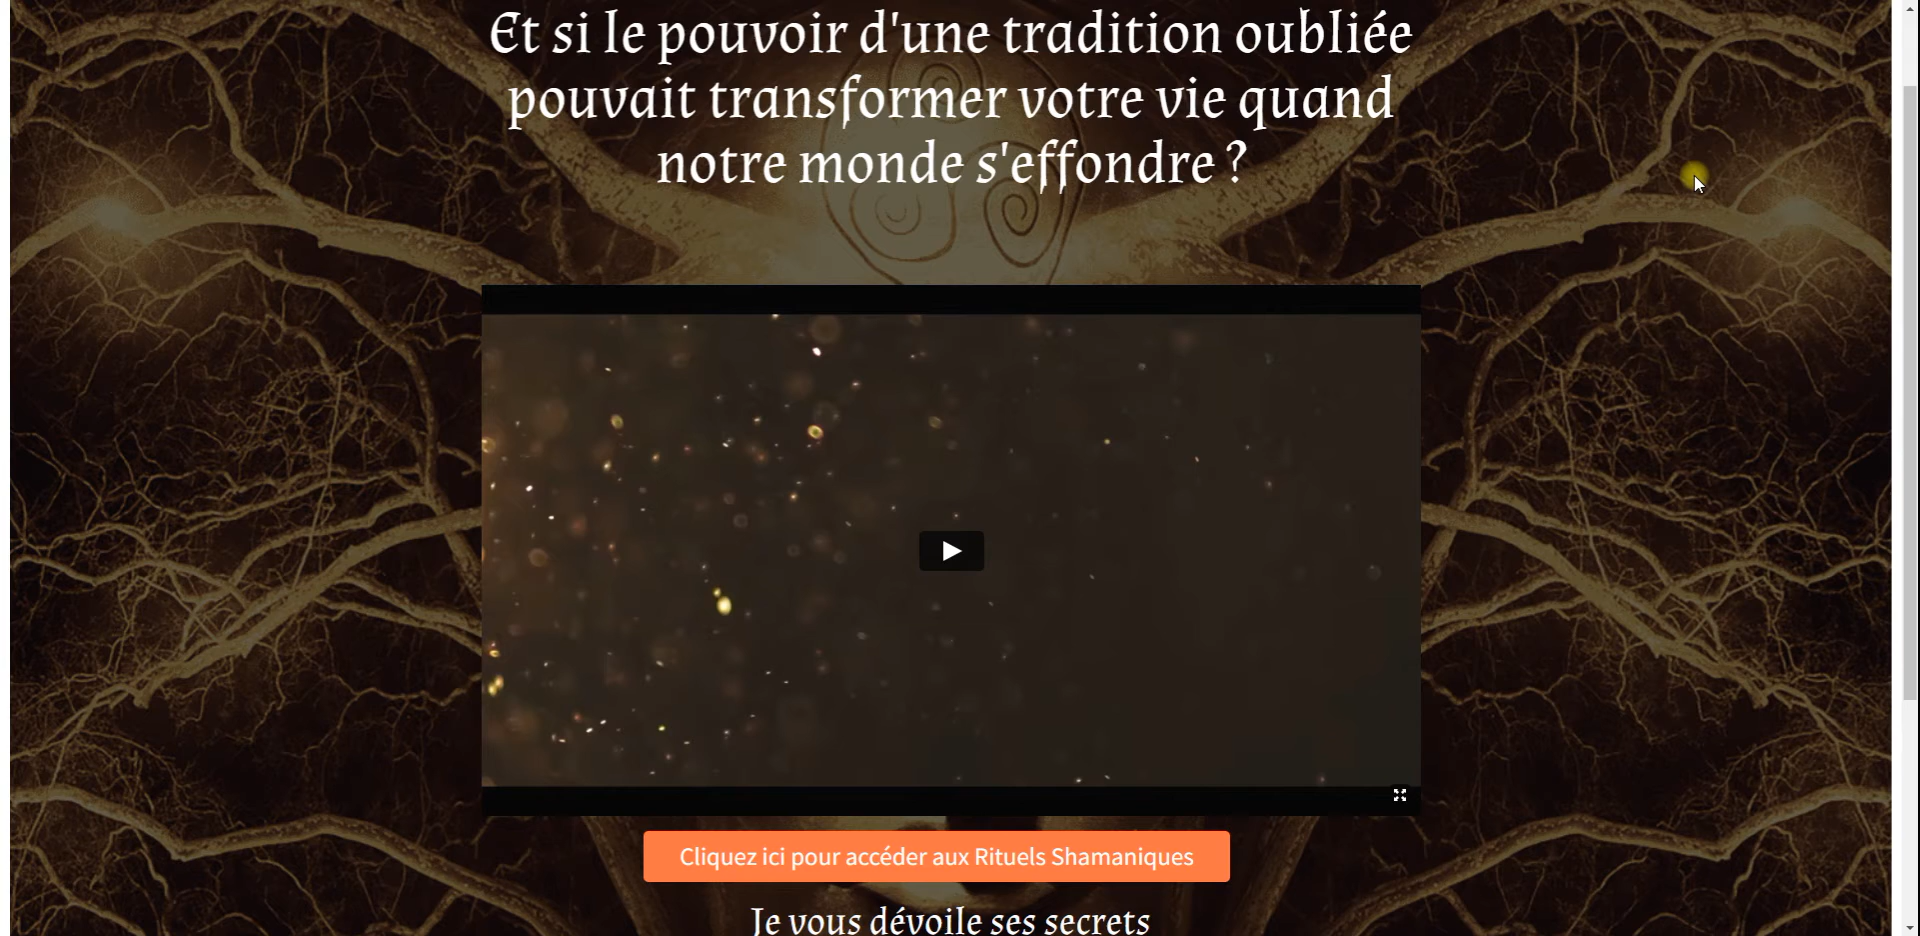 Et si le pouvoir d'une tradition oubliée
pouvait transformer votre vie quand
notre monde s'effondre ?
Cliquez ici pour accéder aux Rituels Shamaniques
Je vous dévoile ses secrets